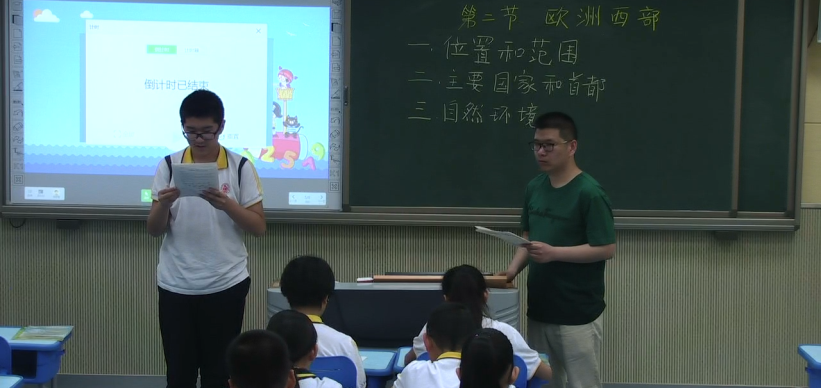 倒计时已结束
第二节 欧洲西部
一.位置和范围
二.主要国家和首都
三.自然环境